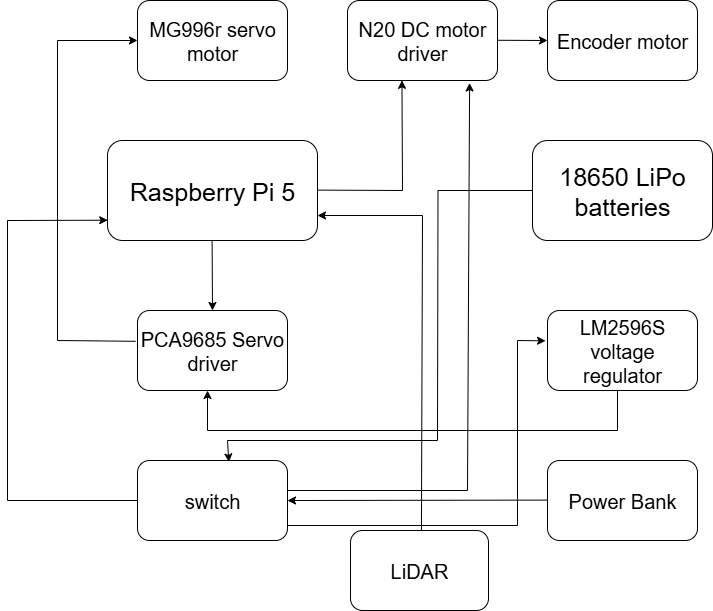 MG996r servo
motor
N20 DC motor
driver
Encoder motor
Raspberry Pi 5
18650 LiPo
batteries
PCA9685 Servo
driver
LM2596S
voltage
regulator
switch
Power Bank
LiDAR